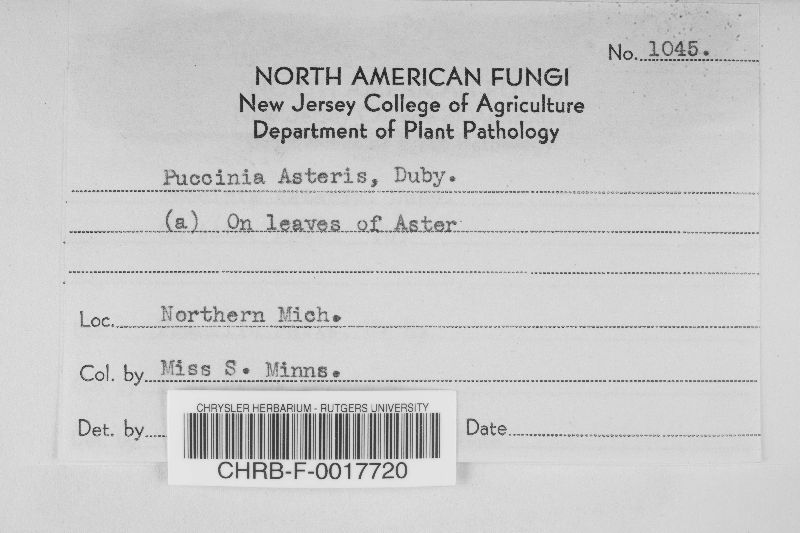 No. 1045.
NORTH AMERICAN FUNGI
New Jersey College of Agriculture
Department of Plant Pathology
Puccinia Asteris, Duby.
(a) On leaves of Aster
Loc. Northern Mich.
Col. by Miss S. Minns.
Det. by
Date
CHRYSLER HERBARIUM - RUTGERS UNIVERSITY
CHRB-F-0017720